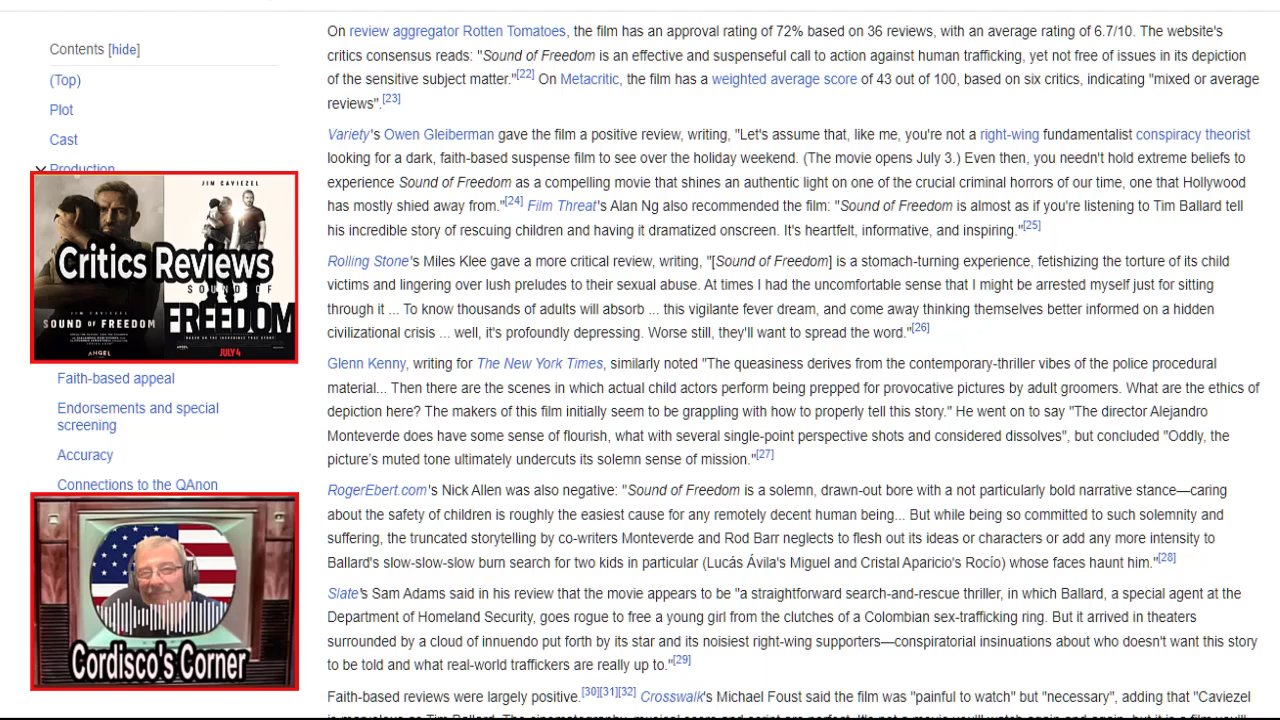 On review aggregator Rotten Tomatoes, the film has an approval rating of 72% based on 36 reviews, with an average rating of 6.7/10. The website's
critics consensus reads: "Sound of Freedom is an effective and suspenseful call to action against human trafficking, yet not free of issues in its depiction
of the sensitive subject matter."[22] On Metacritic, the film has a weighted average score of 43 out of 100, based on six critics, indicating "mixed or average
reviews".[23]
Variety's Owen Gleiberman gave the film a positive review, writing, "Let's assume that, like me, you're not a right-wing fundamentalist conspiracy theorist
looking for a dark, faith-based suspense film to see over the holiday weekend. (The movie opens July 3.) Even then, you needn't hold extreme beliefs to
experience Sound of Freedom as a compelling movie that shines an authentic light on one of the crucial criminal horrors of our time, one that Hollywood
has mostly shied away from."[24] Film Threat's Alan Ng also recommended the film: "Sound of Freedom is almost as if you're listening to Tim Ballard tell
his incredible story of rescuing children and having it dramatized onscreen. It's heartfelt, informative, and inspiring."[25]
Rolling Stone's Miles Klee gave a more critical review, writing, "[Sound of Freedom] is a stomach-turning experience, fetishizing the torture of its child
victims and lingering over lush preludes to their sexual abuse. At times I had the uncomfortable sense that I might be arrested myself just for sitting
through it ... To know thousands of adults will absorb ... this vigilante fever dream, and come away thinking themselves better informed on a hidden
civilizational crisis ... well, it's profoundly depressing. Worse still, they'll want to spread the word."[26]
Glenn Kenny, writing for The New York Times, similarly noted "The queasiness derives from the contemporary-thriller vibes of the police procedural
material... Then there are the scenes in which actual child actors perform being prepped for provocative pictures by adult groomers. What are the ethics of
depiction here? The makers of this film initially seem to be grappling with how to properly tell this story." He went on to say "The director Alejandro
Monteverde does have some sense of flourish, what with several single-point perspective shots and considered dissolves", but concluded "Oddly, the
picture's muted tone ultimately undercuts its solemn sense of mission."[27]
RogerEbert.com's Nick Allen was also negative: "Sound of Freedom is a solemn, drawn-out bore with a not particularly bold narrative stance—caring
about the safety of children is roughly the easiest cause for any remotely decent human being... But while being so committed to such solemnity and
suffering, the truncated storytelling by co-writers Monteverde and Rod Barr neglects to flesh out its ideas or characters or add any more intensity to
Ballard's slow-slow-slow burn search for two kids in particular (Lucás Ávila's Miguel and Cristal Aparicio's Rocío) whose faces haunt him."[28]
Slate's Sam Adams said in his review that the movie appears to be "a straightforward search-and-rescue thriller, in which Ballard, a special agent at the
Department of Homeland Security, goes rogue to free a young girl from the clutches of a Colombian sex-trafficking ring. But it arrives in theaters
surrounded by a cloud of innuendo put forth by its star and its outspoken right-wing supporters—conspiratorial insinuations about who doesn't want this story
to be told and what real-world traffickers are really up to."[29]
Faith-based reviews were largely positive.[30][31][32] Crosswalk's Michael Foust said the film was "painful to watch" but "necessary", adding that "Caviezel
Contents [hide]
(Top)
Plot
Cast
Production
JIM CAVIEZEL
Critics Reviews
SOUND OF
FREEDOM
JIM CAVIEZEL
SOUND OF FREEDOM
ANGEL
JULY 4
Faith-based appeal
Endorsements and special
screening
Accuracy
Connections to the QAnon
Cordisco's Corner